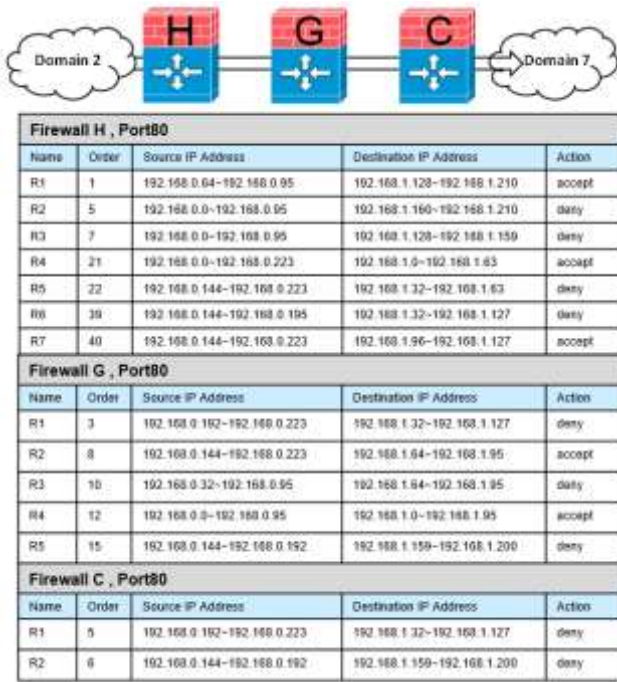 Domain 2 H G C Domain 7
Firewall H , Port80
Name Order Source IP Address Destination IP Address Action
R1 1 192.168.0.64~192.168.0.95 192.168.1.128~192.168.1.210 accept
R2 5 192.168.0.0~192.168.0.95 192.168.1.160~192.168.1.210 deny
R3 7 192.168.0.0~192.168.0.95 192.168.1.128~192.168.1.159 deny
R4 21 192.168.0.0~192.168.0.223 192.168.1.0~192.168.1.63 accept
R5 22 192.168.0.144~192.168.0.223 192.168.1.32~192.168.1.63 deny
R6 39 192.168.0.144~192.168.0.195 192.168.1.32~192.168.1.127 deny
R7 40 192.168.0.144~192.168.0.223 192.168.1.96~192.168.1.127 accept
Firewall G , Port80
Name Order Source IP Address Destination IP Address Action
R1 3 192.168.0.192~192.168.0.223 192.168.1.32~192.168.1.127 deny
R2 8 192.168.0.144~192.168.0.223 192.168.1.64~192.168.1.95 accept
R3 10 192.168.0.32~192.168.0.95 192.168.1.64~192.168.1.95 deny
R4 12 192.168.0.0~192.168.0.95 192.168.1.0~192.168.1.95 accept
R5 15 192.168.0.144~192.168.0.192 192.168.1.159~192.168.1.200 deny
Firewall C , Port80
Name Order Source IP Address Destination IP Address Action
R1 5 192.168.0.192~192.168.0.223 192.168.1.32~192.168.1.127 deny
R2 6 192.168.0.144~192.168.0.192 192.168.1.159~192.168.1.200 deny